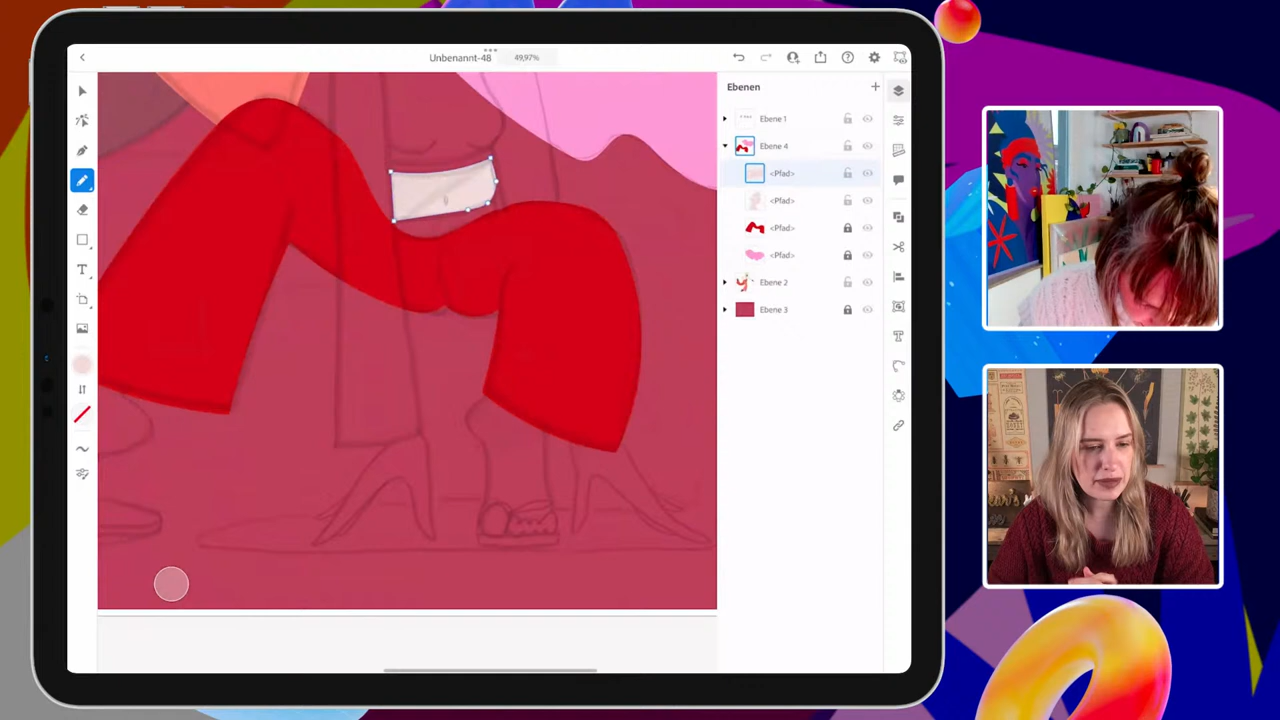 Unbenannt-48
49,97%
Ebenen
Ebene 1
Ebene 4
<Pfad>
<Pfad>
<Pfad>
<Pfad>
Ebene 2
Ebene 3